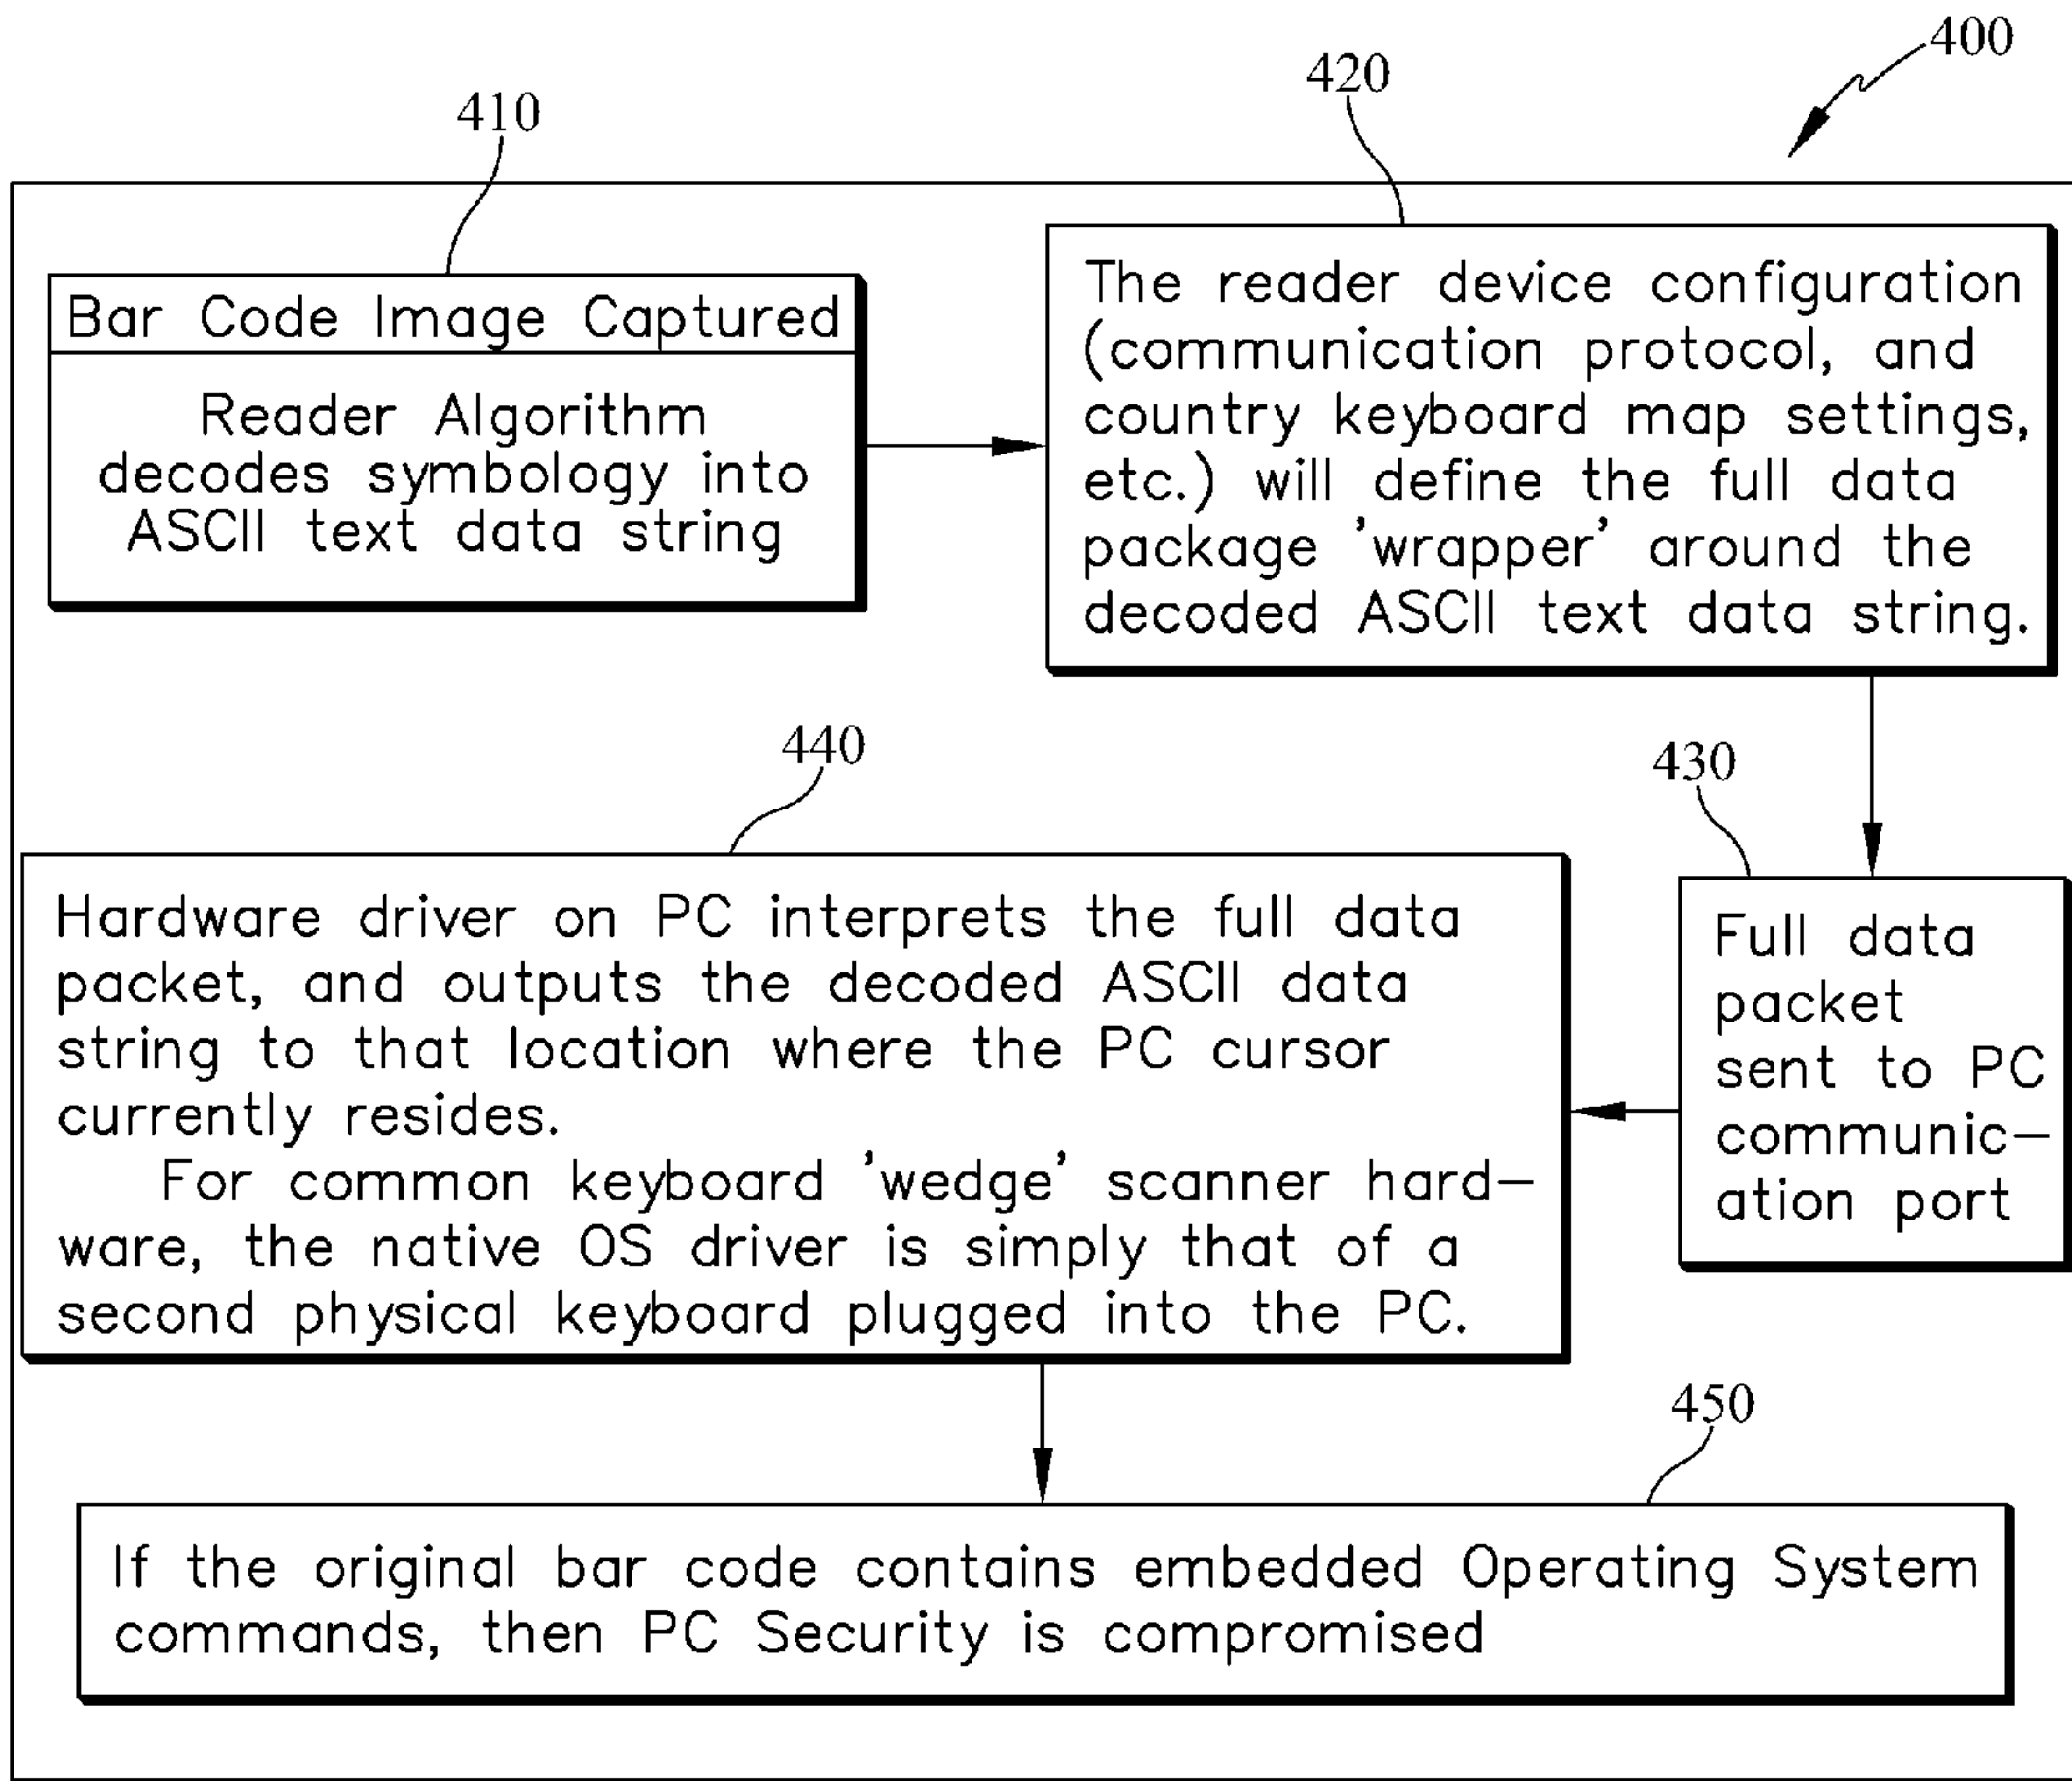 400
410
Bar Code Image Captured
Reader Algorithm
decodes symbology into
ASCII text data string
420
The reader device configuration
(communication protocol, and
country keyboard map settings,
etc.) will define the full data
package 'wrapper' around the
decoded ASCII text data string.
430
Full data
packet
sent to PC
communic–
ation port
440
Hardware driver on PC interprets the full data
packet, and outputs the decoded ASCII data
string to that location where the PC cursor
currently resides.
For common keyboard 'wedge' scanner hard–
ware, the native OS driver is simply that of a
second physical keyboard plugged into the PC.
450
If the original bar code contains embedded Operating System
commands, then PC Security is compromised